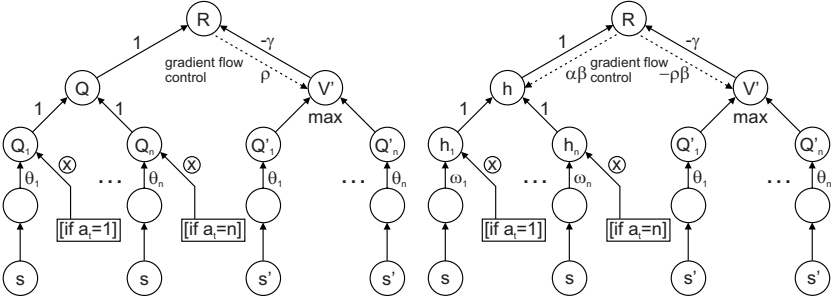 R
1
-γ
gradient flow
control
ρ
Q
V'
max
1
1
Q₁
x
Qₙ
x
Q'₁
Q'ₙ
θ₁
...
θₙ
θ₁
...
θₙ
[if aₜ=1]
[if aₜ=n]
s
s
s'
s'
R
1
-γ
gradient flow
control
αβ
-ρβ
h
V'
max
1
1
h₁
x
hₙ
x
Q'₁
Q'ₙ
ω₁
...
ωₙ
θ₁
...
θₙ
[if aₜ=1]
[if aₜ=n]
s
s
s'
s'